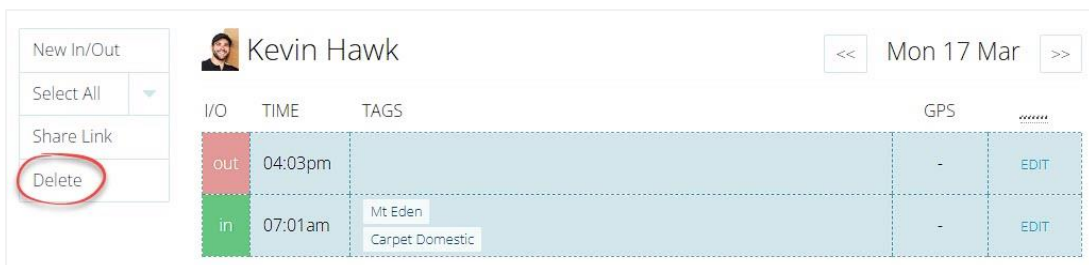 New In/Out
Select All
Share Link
Delete
Kevin Hawk
<< Mon 17 Mar >>
I/O TIME TAGS GPS ,,,,,,,
out 04:03pm - EDIT
in 07:01am Mt Eden - EDIT
Carpet Domestic